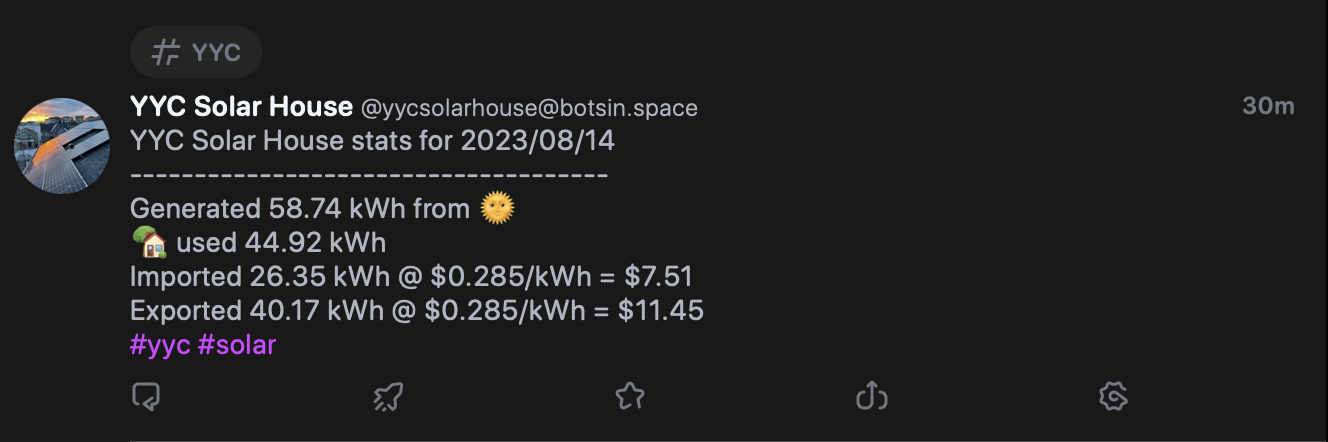 # YYC
YYC Solar House @yycsolarhouse@botsin.space 30m
YYC Solar House stats for 2023/08/14
-------------------------------------
Generated 58.74 kWh from 🌞
🏡 used 44.92 kWh
Imported 26.35 kWh @ $0.285/kWh = $7.51
Exported 40.17 kWh @ $0.285/kWh = $11.45
#yyc #solar